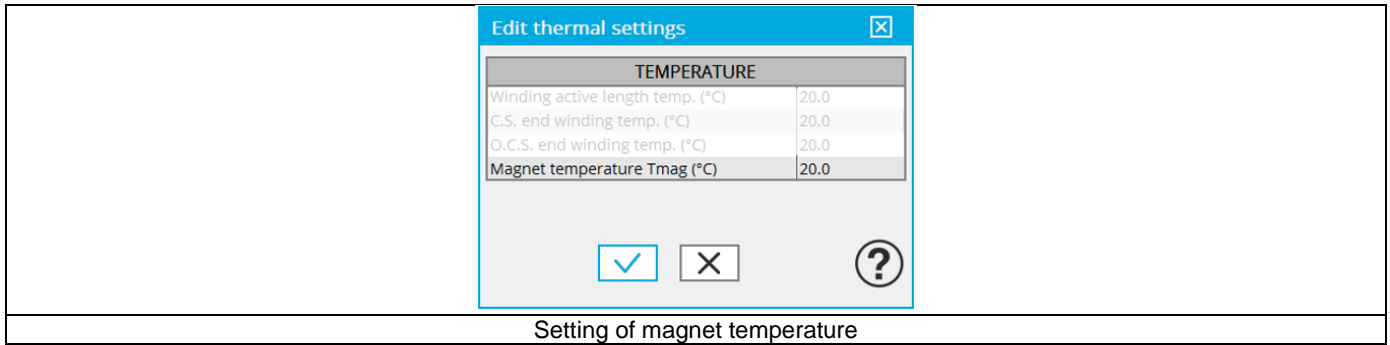 Edit thermal settings
TEMPERATURE
Winding active length temp. (°C) 20.0
C.S. end winding temp. (°C) 20.0
O.C.S. end winding temp. (°C) 20.0
Magnet temperature Tmag (°C) 20.0
?
Setting of magnet temperature